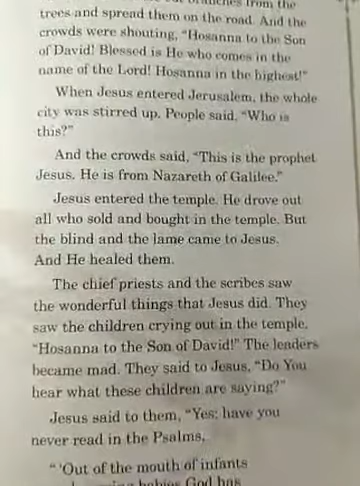 branches from the
trees and spread them on the road. And the
crowds were shouting, "Hosanna to the Son
of David! Blessed is He who comes in the
name of the Lord! Hosanna in the highest!"
When Jesus entered Jerusalem, the whole
city was stirred up. People said, "Who is
this?"
And the crowds said, "This is the prophet
Jesus. He is from Nazareth of Galilee."
Jesus entered the temple. He drove out
all who sold and bought in the temple. But
the blind and the lame came to Jesus.
And He healed them.
The chief priests and the scribes saw
the wonderful things that Jesus did. They
saw the children crying out in the temple,
"Hosanna to the Son of David!" The leaders
became mad. They said to Jesus, "Do You
hear what these children are saying?"
Jesus said to them, "Yes; have you
never read in the Psalms,
"'Out of the mouth of infants
babies God has